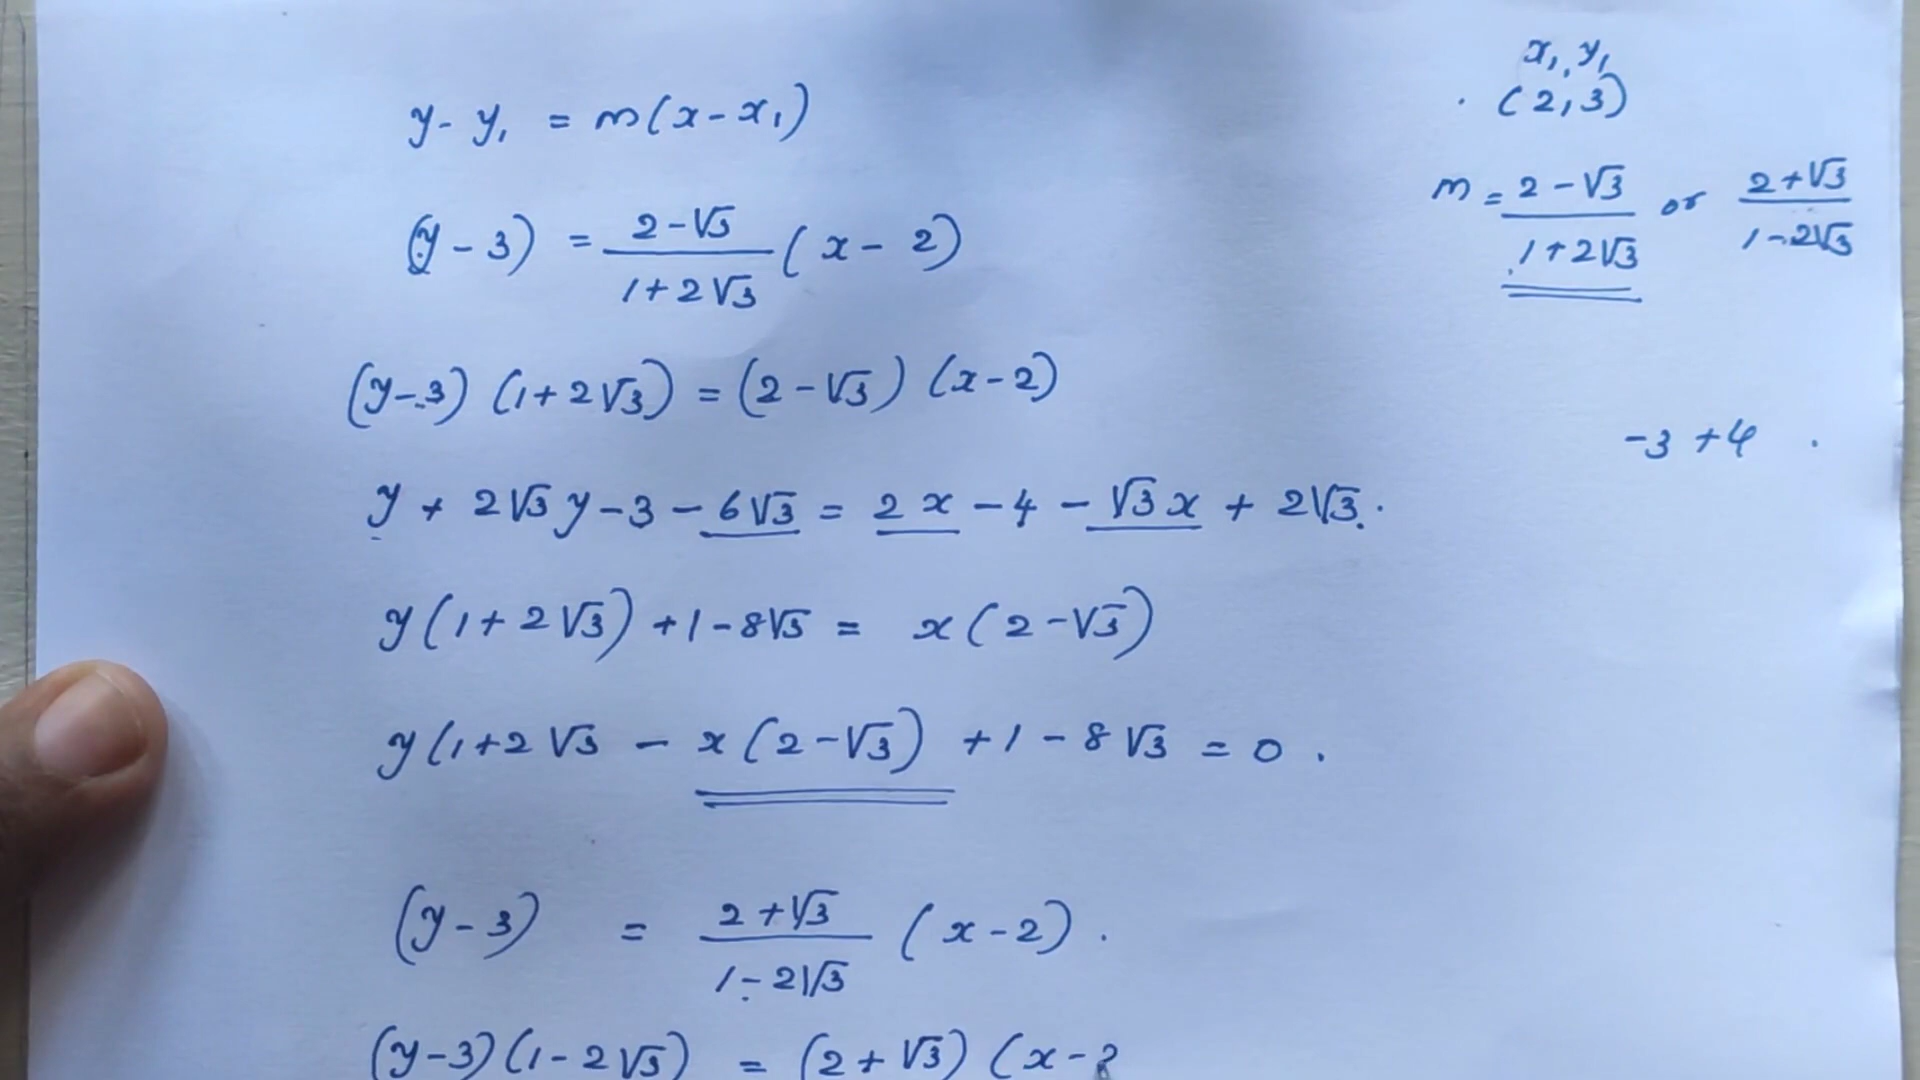 x₁, y₁
(2,3)
y - y₁ = m(x - x₁)
m = (2 - √3)/(1 + 2√3) or (2 + √3)/(1 - 2√3)
(y - 3) = (2 - √3)/(1 + 2√3) (x - 2)
(y - 3) (1 + 2√3) = (2 - √3) (x - 2)
-3 + 4
y + 2√3 y - 3 - 6√3 = 2x - 4 - √3 x + 2√3.
y(1 + 2√3) + 1 - 8√3 = x(2 - √3)
y(1 + 2√3 - x(2 - √3) + 1 - 8√3 = 0.
(y - 3) = (2 + √3)/(1 - 2√3) (x - 2).
(y - 3)(1 - 2√3) = (2 + √3) (x -